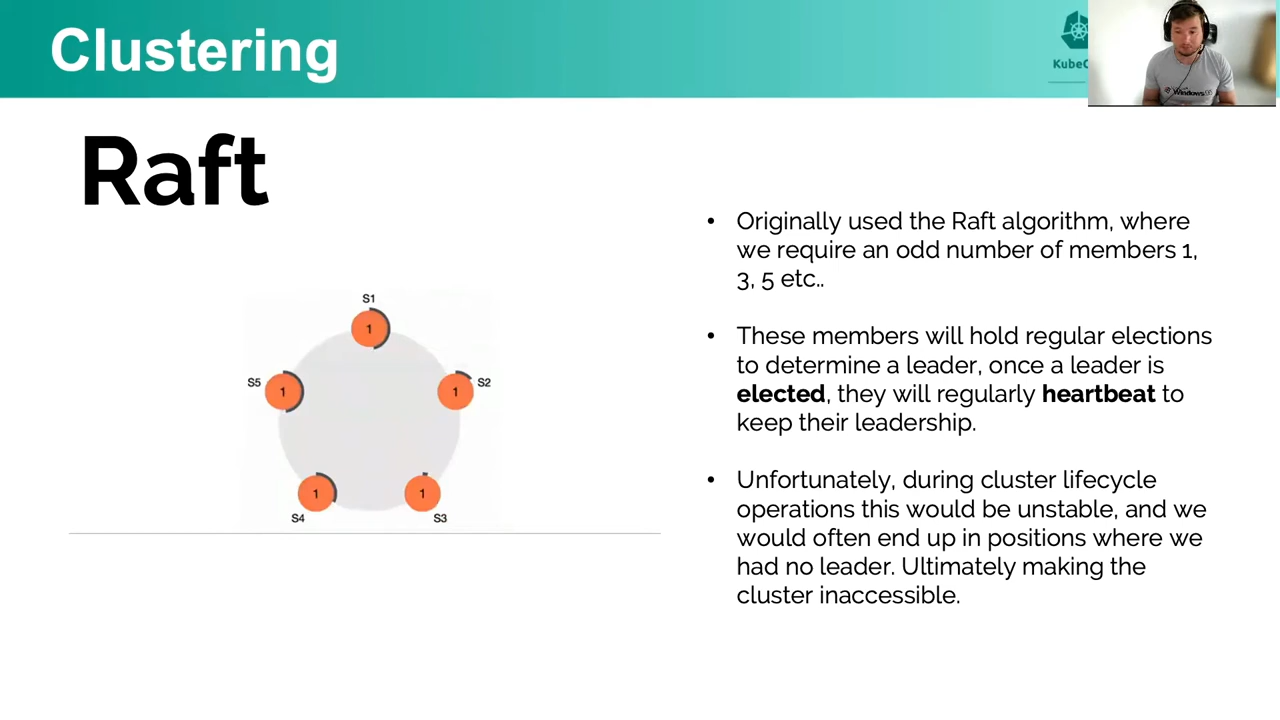 Clustering
Raft
Originally used the Raft algorithm, where
we require an odd number of members 1,
3, 5 etc..
These members will hold regular elections
to determine a leader, once a leader is
elected, they will regularly heartbeat to
keep their leadership.
Unfortunately, during cluster lifecycle
operations this would be unstable, and we
would often end up in positions where we
had no leader. Ultimately making the
cluster inaccessible.
S1
1
S5
1
1
S2
1
1
S4
S3